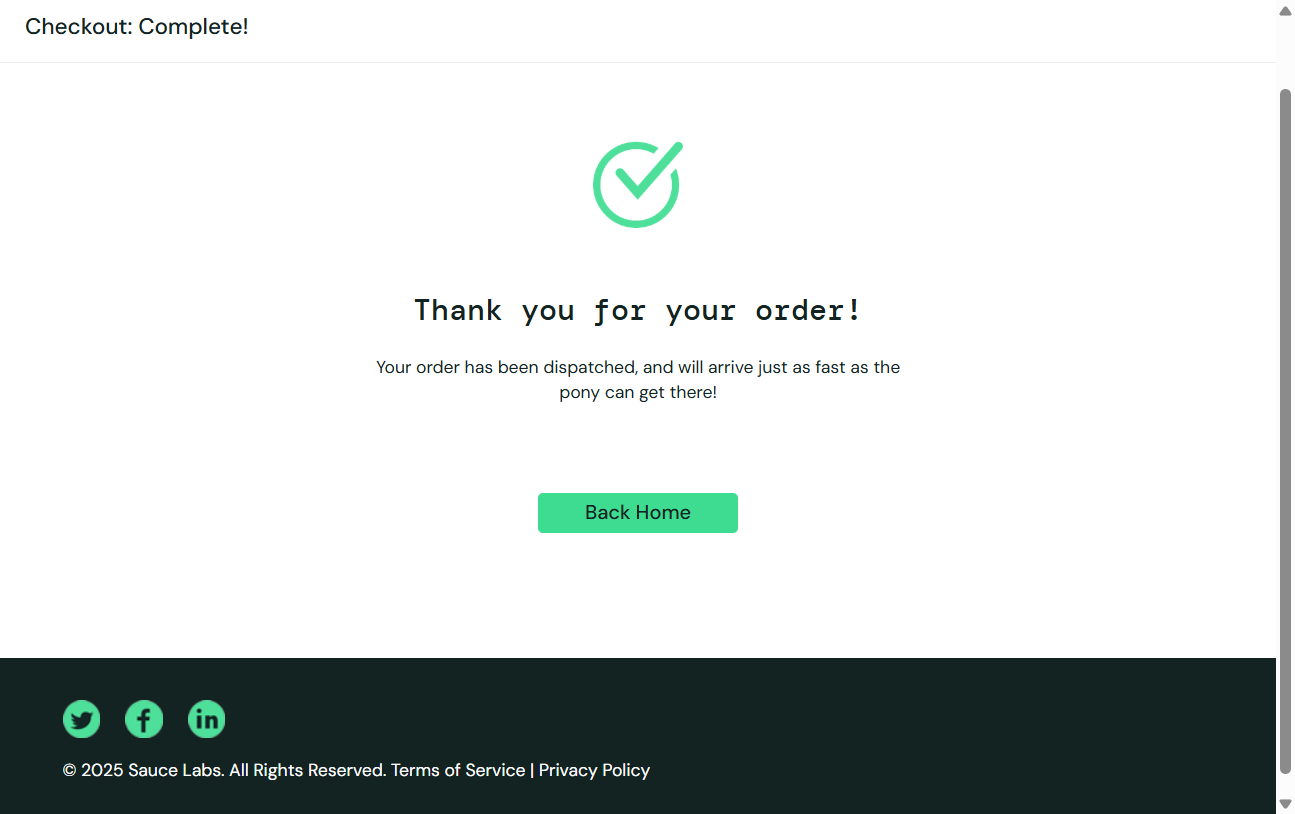 Checkout: Complete!
Thank you for your order!
Your order has been dispatched, and will arrive just as fast as the
pony can get there!
Back Home
© 2025 Sauce Labs. All Rights Reserved. Terms of Service | Privacy Policy